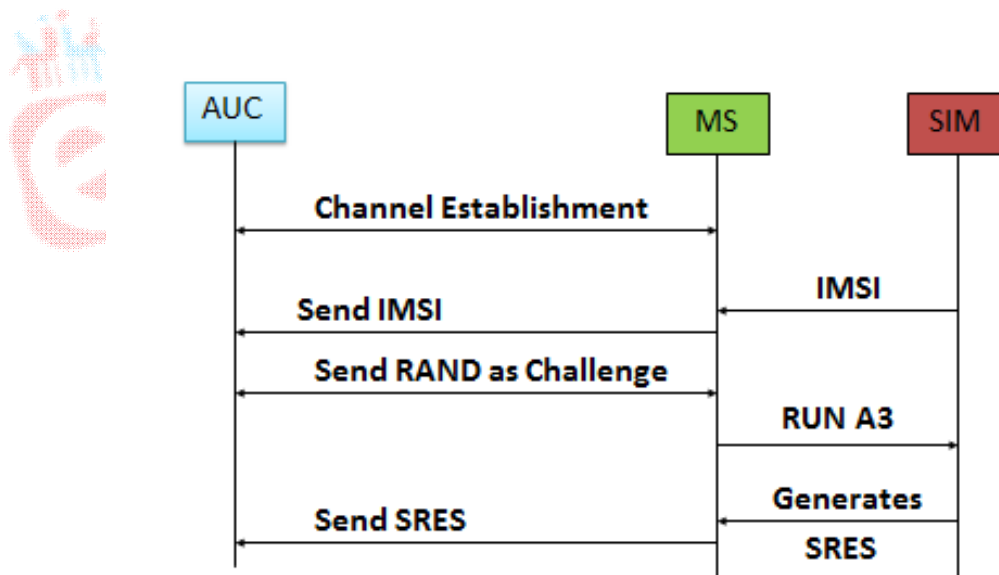 AUC
MS
SIM
Channel Establishment
IMSI
Send IMSI
Send RAND as Challenge
RUN A3
Generates
Send SRES
SRES